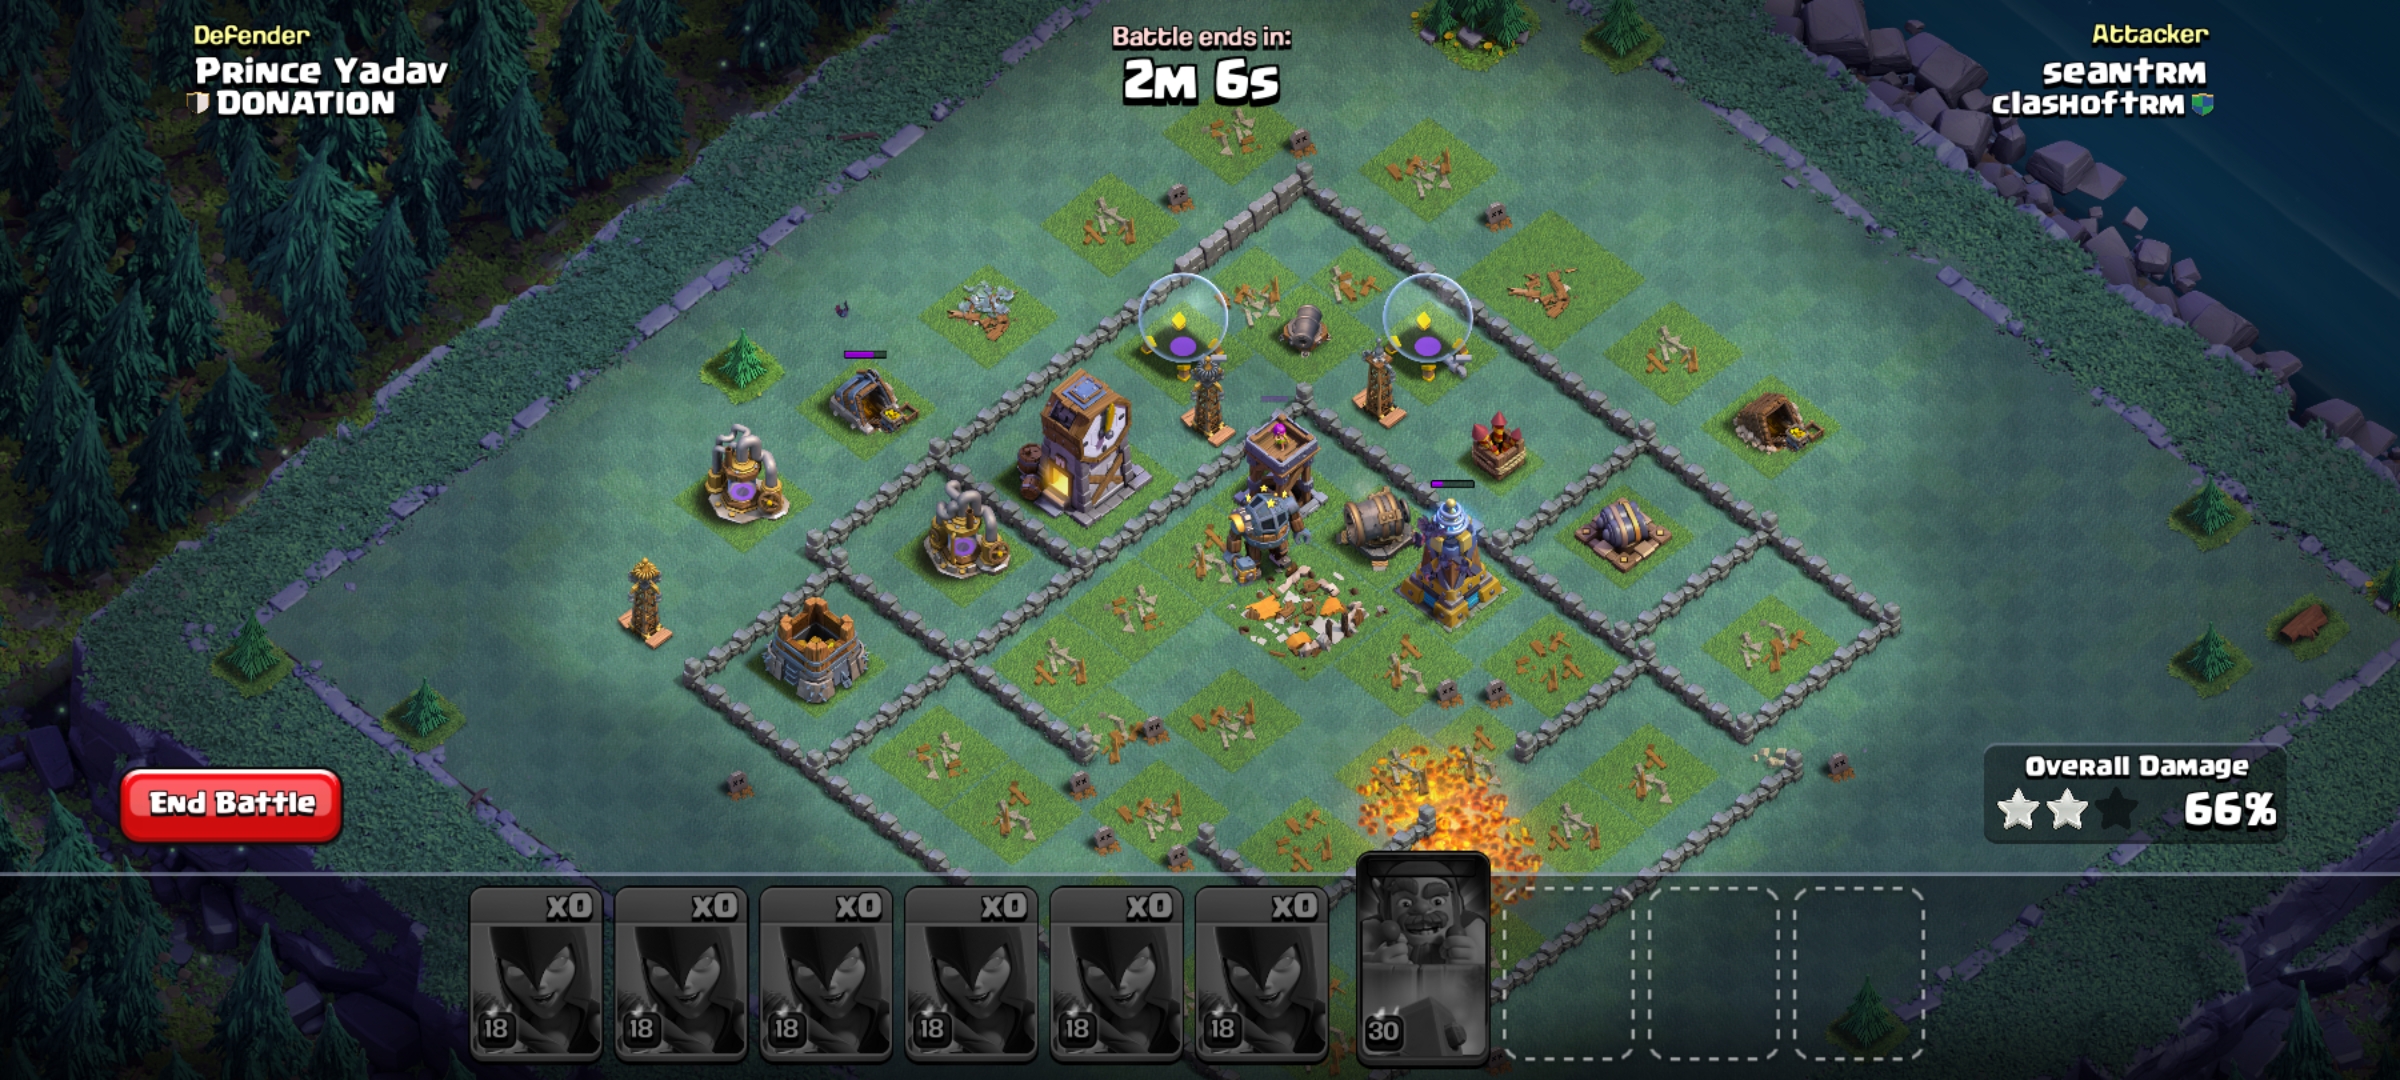 Defender
Prince Yadav
DONATION
Battle ends in:
2m 6s
Attacker
seantRM
clashoftRM
End Battle
Overall Damage
66%
x0
x0
x0
x0
x0
x0
18
18
18
18
18
18
30